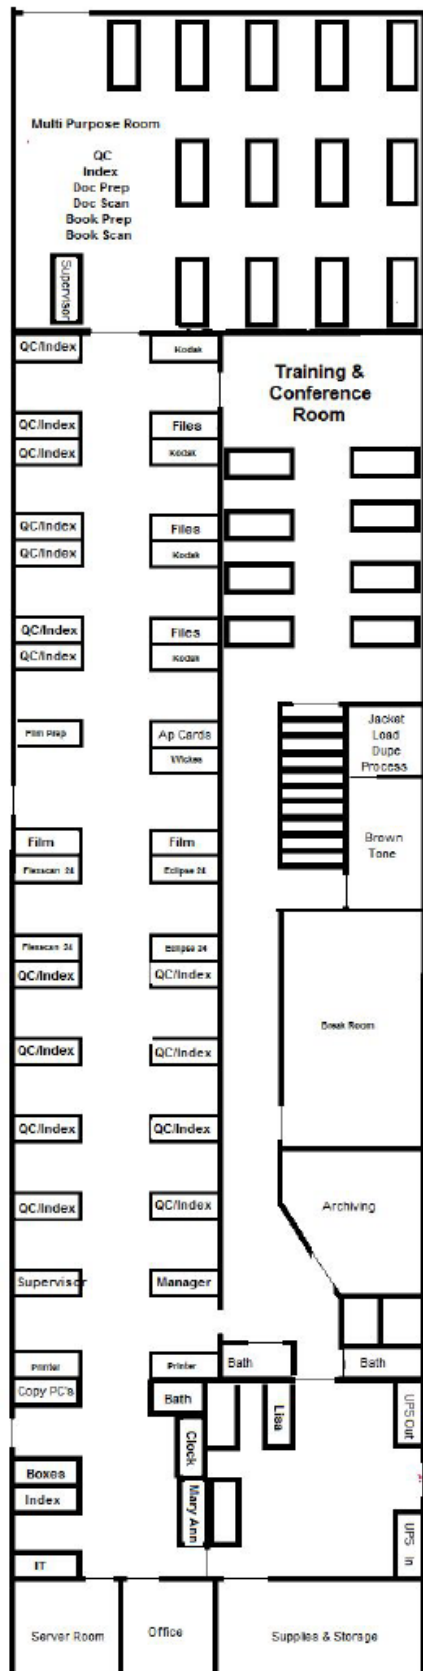 Multi Purpose Room
QC
Index
Doc Prep
Doc Scan
Book Prep
Book Scan
Supervisor
QC/Index
Kodak
Training &
Conference
Room
QC/Index
Files
QC/Index
Kodak
QC/Index
Files
QC/Index
Kodak
QC/Index
Files
QC/Index
Kodak
Jacket
Load
Dupe
Process
Film Prep
Ap Cards
Wickes
Brown
Tone
Film
Film
Flexscan 24
Eclipse 24
Flexscan 24
Eclipse 24
QC/Index
QC/Index
Break Room
QC/Index
QC/Index
QC/Index
QC/Index
QC/Index
QC/Index
Archiving
Supervisor
Manager
Printer
Printer
Bath
Bath
Copy PC's
Bath
Lisa
UPS Out
Clock
Boxes
Index
Mary Ann
UPS In
IT
Server Room
Office
Supplies & Storage